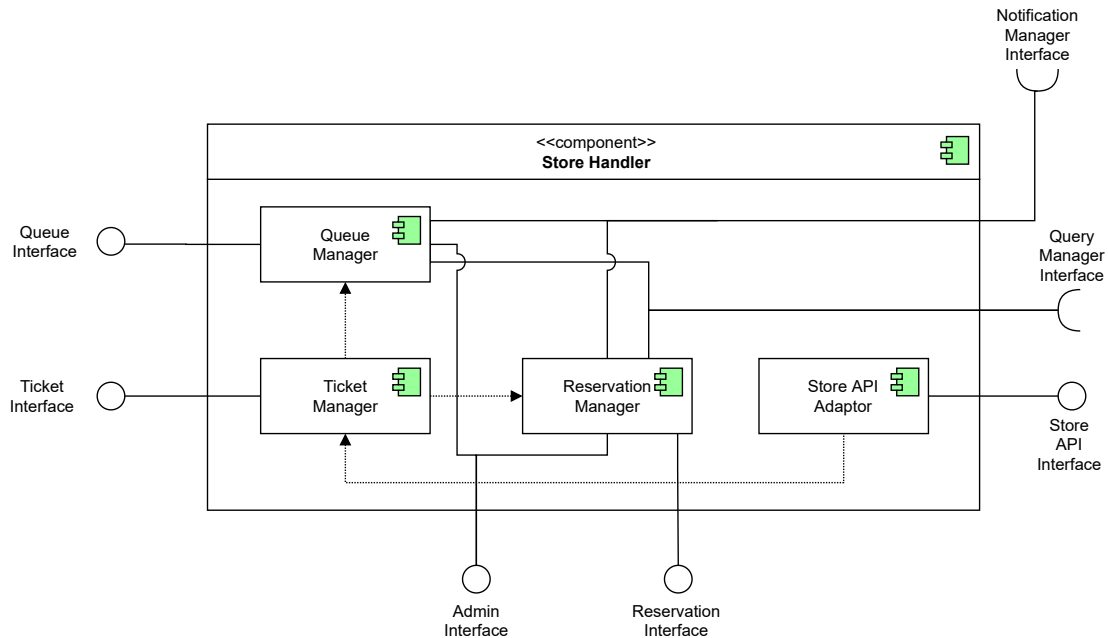 Notification
Manager
Interface
<<component>>
Store Handler
Queue
Interface
Queue
Manager
Query
Manager
Interface
Ticket
Interface
Ticket
Manager
Reservation
Manager
Store API
Adaptor
Store
API
Interface
Admin
Interface
Reservation
Interface